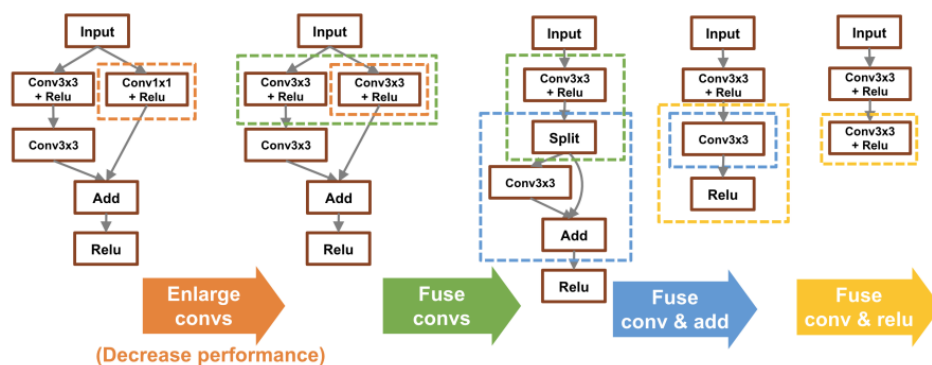 Input
Conv3x3
+ Relu
Conv1x1
+ Relu
Conv3x3
Add
Relu
Input
Conv3x3
+ Relu
Conv3x3
+ Relu
Conv3x3
Add
Relu
Input
Conv3x3
+ Relu
Split
Conv3x3
Add
Relu
Input
Conv3x3
+ Relu
Conv3x3
Relu
Input
Conv3x3
+ Relu
Conv3x3
+ Relu
Enlarge
convs
(Decrease performance)
Fuse
convs
Fuse
conv & add
Fuse
conv & relu